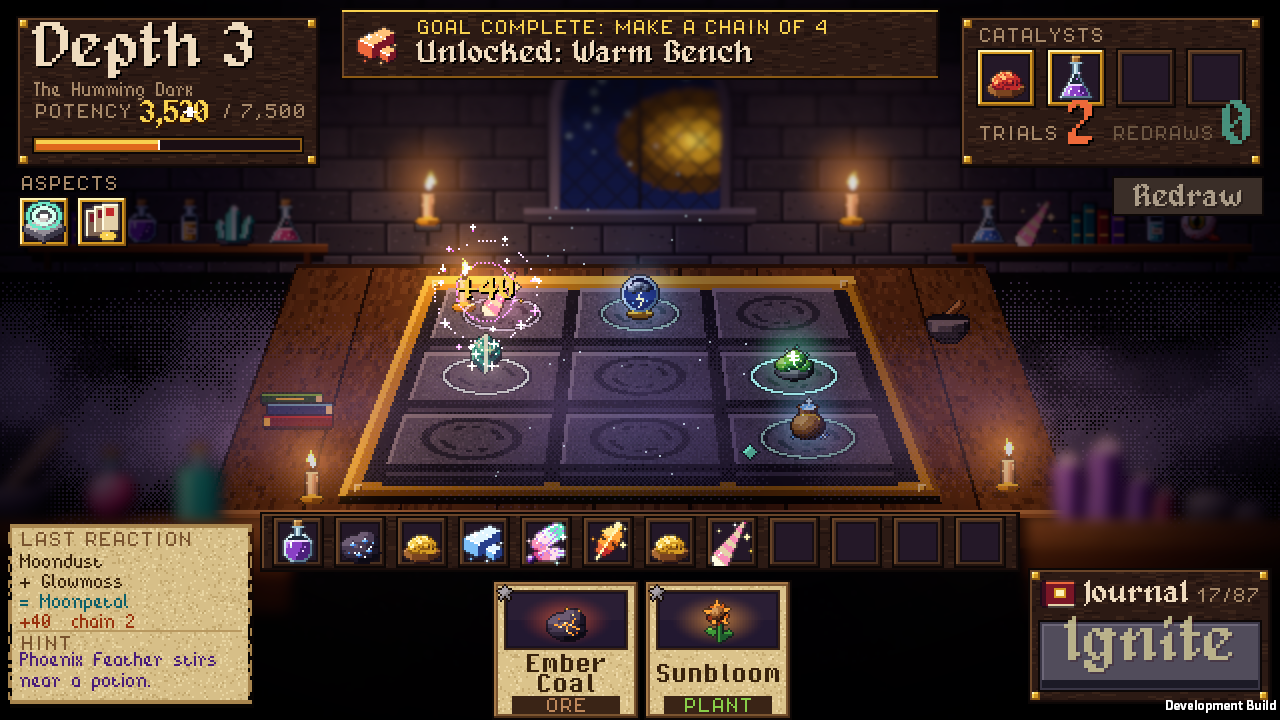 Depth 3
The Humming Dark
POTENCY 3,520 / 7,500
ASPECTS
GOAL COMPLETE: MAKE A CHAIN OF 4
Unlocked: Warm Bench
CATALYSTS
TRIALS 2 REDRAWS 0
Redraw
+40
LAST REACTION
Moondust
+ Glowmoss
= Moonpetal
+40 chain 2
HINT
Phoenix Feather stirs
near a potion.
Ember
Coal
ORE
Sunbloom
PLANT
Journal 17/87
Ignite
Development Build